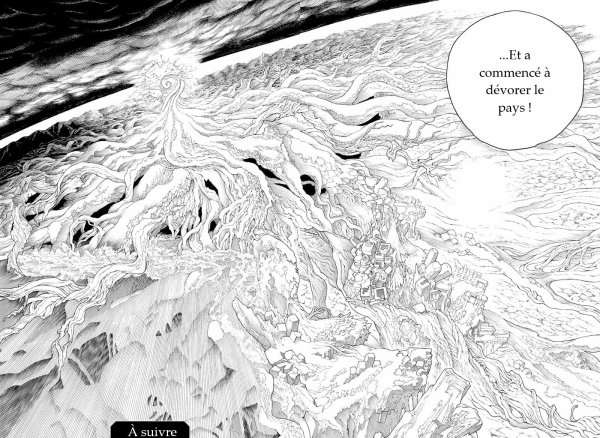 ...Et a
commencé à
dévorer le
pays !
À suivre